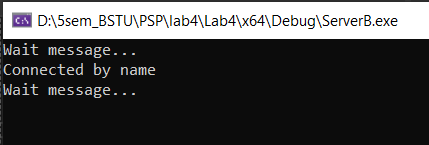 D:\5sem_BSTU\PSP\lab4\Lab4\x64\Debug\ServerB.exe
Wait message...
Connected by name
Wait message...